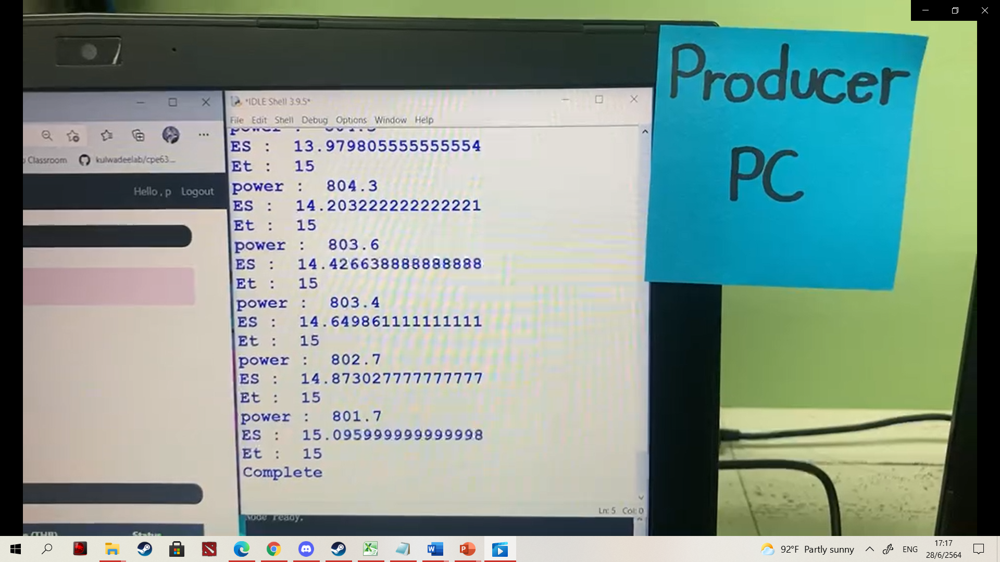 Producer
PC
*IDLE Shell 3.9.5*
File Edit Shell Debug Options Window Help
power :
ES : 13.979805555555554
Et : 15
power : 804.3
ES : 14.203222222222221
Et : 15
power : 803.6
ES : 14.426638888888888
Et : 15
power : 803.4
ES : 14.649861111111111
Et : 15
power : 802.7
ES : 14.873027777777777
Et : 15
power : 801.7
ES : 15.095999999999998
Et : 15
Complete
Ln: 5 Col: 0
Node ready.
Classroom kulwadeelab/cpe63...
Hello , p Logout
(THB) Status
92°F Partly sunny ENG
17:17
28/6/2564